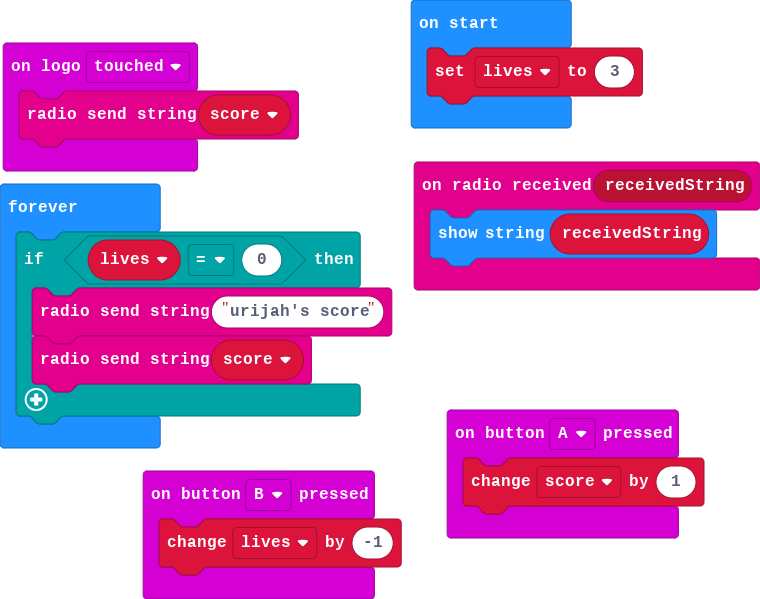 on start
set lives to 3
on logo touched
radio send string score
on radio received receivedString
show string receivedString
forever
if lives = 0 then
radio send string "urijah's score"
radio send string score
on button A pressed
change score by 1
on button B pressed
change lives by -1